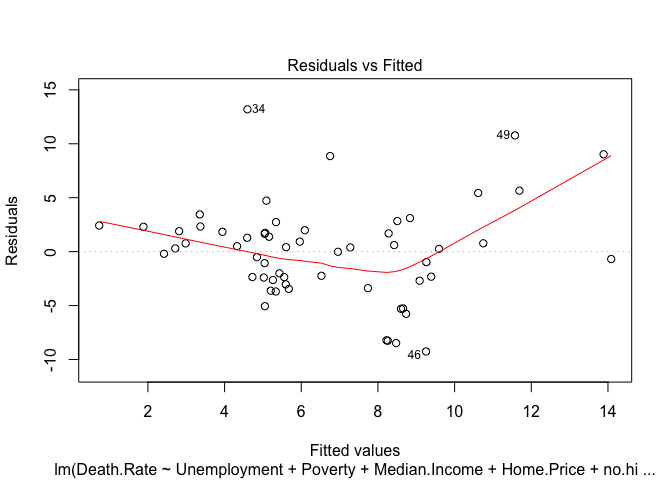 Residuals vs Fitted
Residuals
15
10
5
0
-5
-10
34
49
46
2 4 6 8 10 12 14
Fitted values
lm(Death.Rate ~ Unemployment + Poverty + Median.Income + Home.Price + no.hi ...